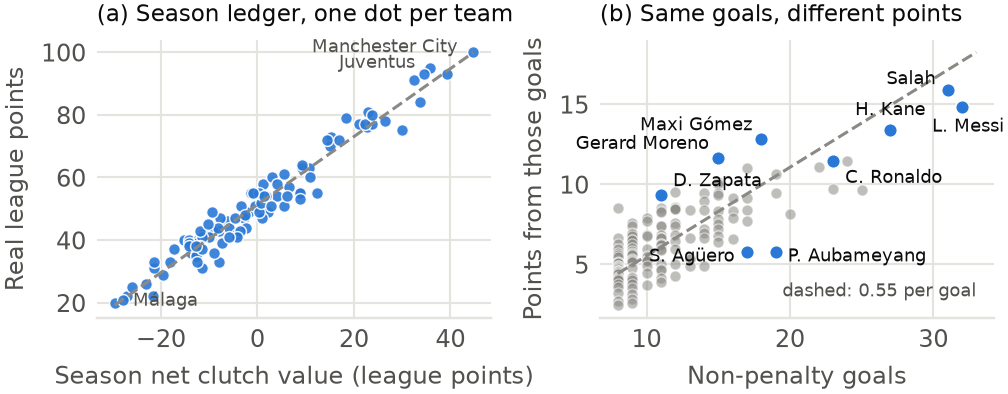 (a) Season ledger, one dot per team
Real league points
100
80
60
40
20
Manchester City
Juventus
Malaga
−20
0
20
40
Season net clutch value (league points)
(b) Same goals, different points
Points from those goals
15
10
5
Salah
H. Kane
L. Messi
Maxi Gómez
Gerard Moreno
C. Ronaldo
D. Zapata
S. Agüero
P. Aubameyang
dashed: 0.55 per goal
10
20
30
Non-penalty goals